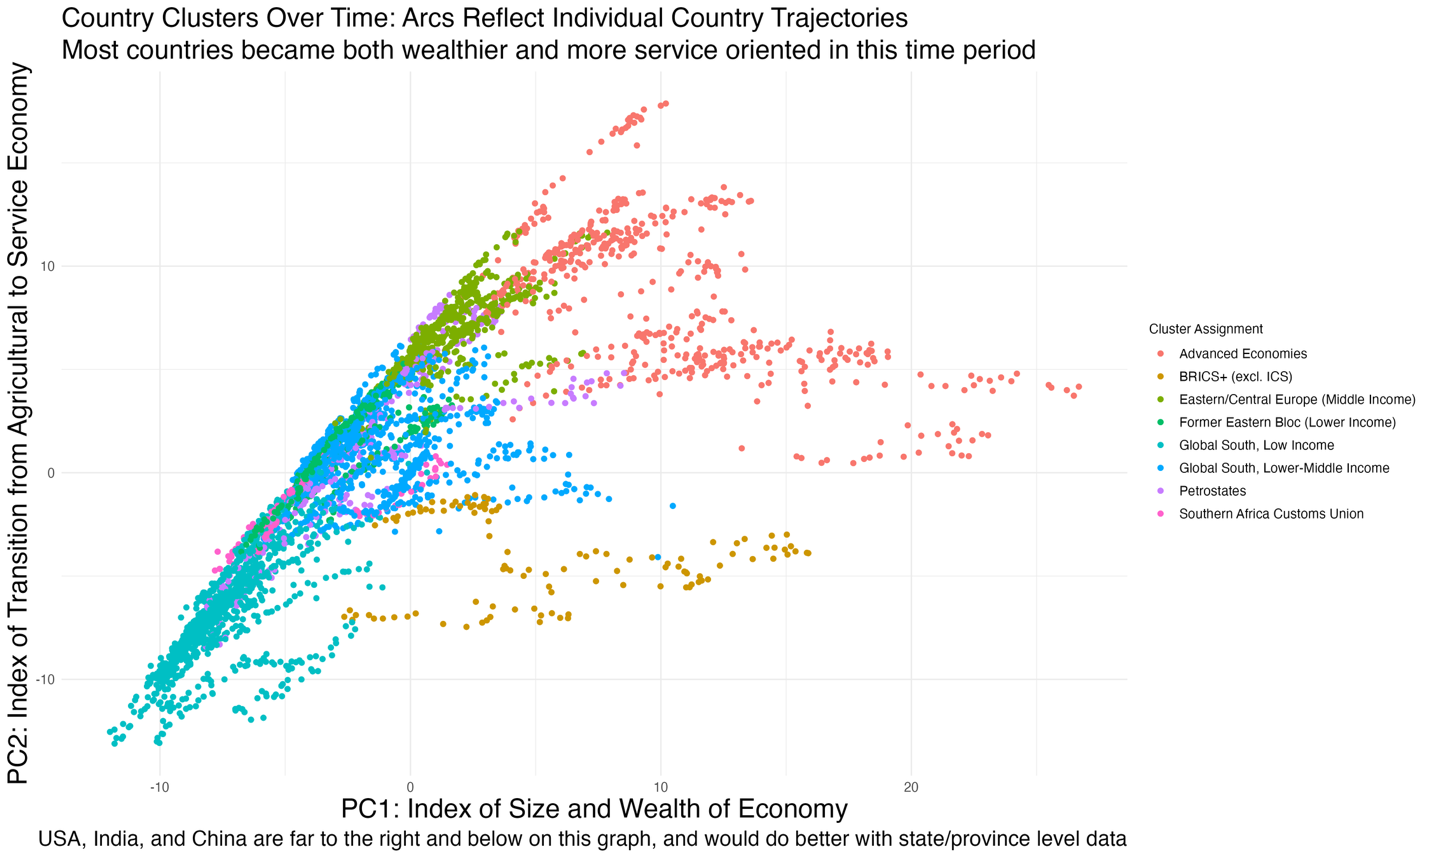 Country Clusters Over Time: Arcs Reflect Individual Country Trajectories
Most countries became both wealthier and more service oriented in this time period
PC2: Index of Transition from Agricultural to Service Economy
10
0
-10
-10
0
10
20
PC1: Index of Size and Wealth of Economy
USA, India, and China are far to the right and below on this graph, and would do better with state/province level data
Cluster Assignment
Advanced Economies
BRICS+ (excl. ICS)
Eastern/Central Europe (Middle Income)
Former Eastern Bloc (Lower Income)
Global South, Low Income
Global South, Lower-Middle Income
Petrostates
Southern Africa Customs Union